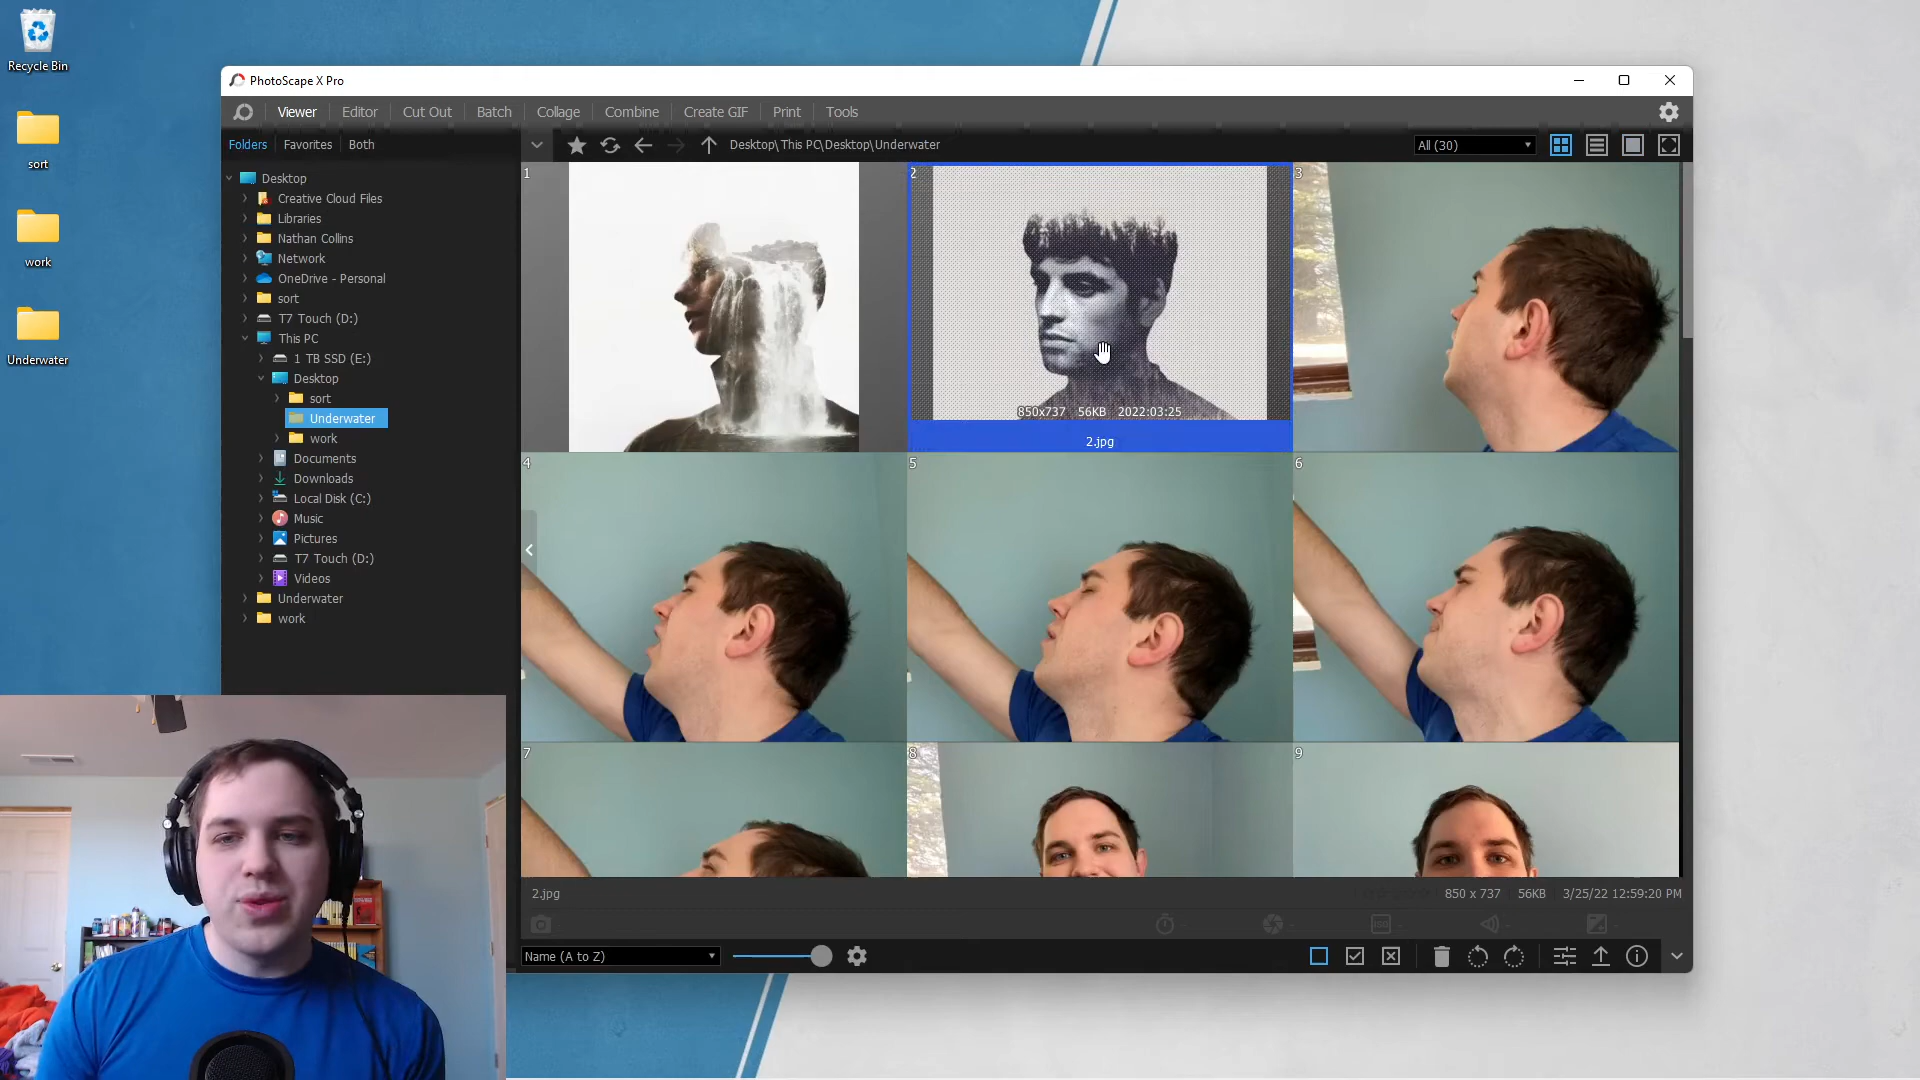 Recycle Bin
sort
work
Underwater
PhotoScape X Pro
Viewer Editor Cut Out Batch Collage Combine Create GIF Print Tools
Folders Favorites Both
Desktop\ This PC\Desktop\Underwater
All (30)
Desktop
Creative Cloud Files
Libraries
Nathan Collins
Network
OneDrive - Personal
sort
T7 Touch (D:)
This PC
1 TB SSD (E:)
Desktop
sort
Underwater
work
Documents
Downloads
Local Disk (C:)
Music
Pictures
T7 Touch (D:)
Videos
Underwater
work
1
2
3
850x737 56KB 2022:03:25
2.jpg
4
5
6
7
8
9
2.jpg
850 x 737 56KB 3/25/22 12:59:20 PM
ISO
Name (A to Z)